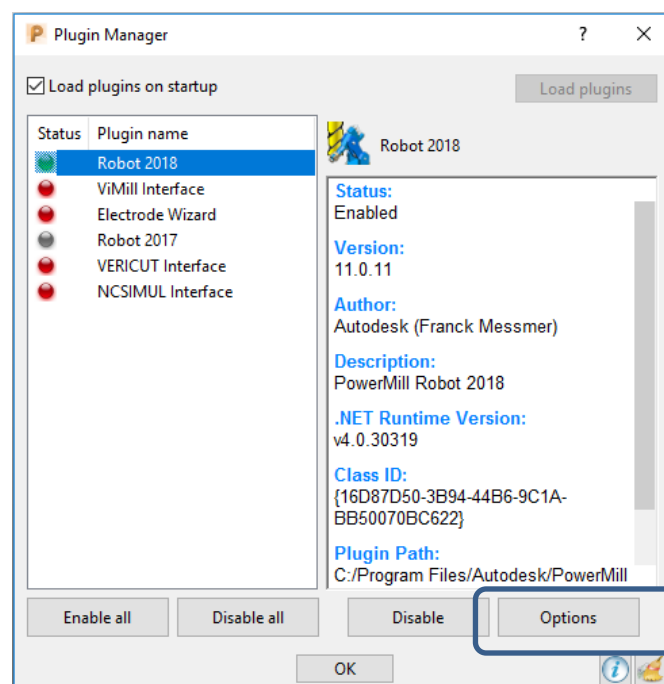 Plugin Manager
?
Load plugins on startup
Load plugins
Status Plugin name
Robot 2018
ViMill Interface
Electrode Wizard
Robot 2017
VERICUT Interface
NCSIMUL Interface
Robot 2018
Status:
Enabled
Version:
11.0.11
Author:
Autodesk (Franck Messmer)
Description:
PowerMill Robot 2018
.NET Runtime Version:
v4.0.30319
Class ID:
{16D87D50-3B94-44B6-9C1A-
BB50070BC622}
Plugin Path:
C:/Program Files/Autodesk/PowerMill
Enable all
Disable all
Disable
Options
OK